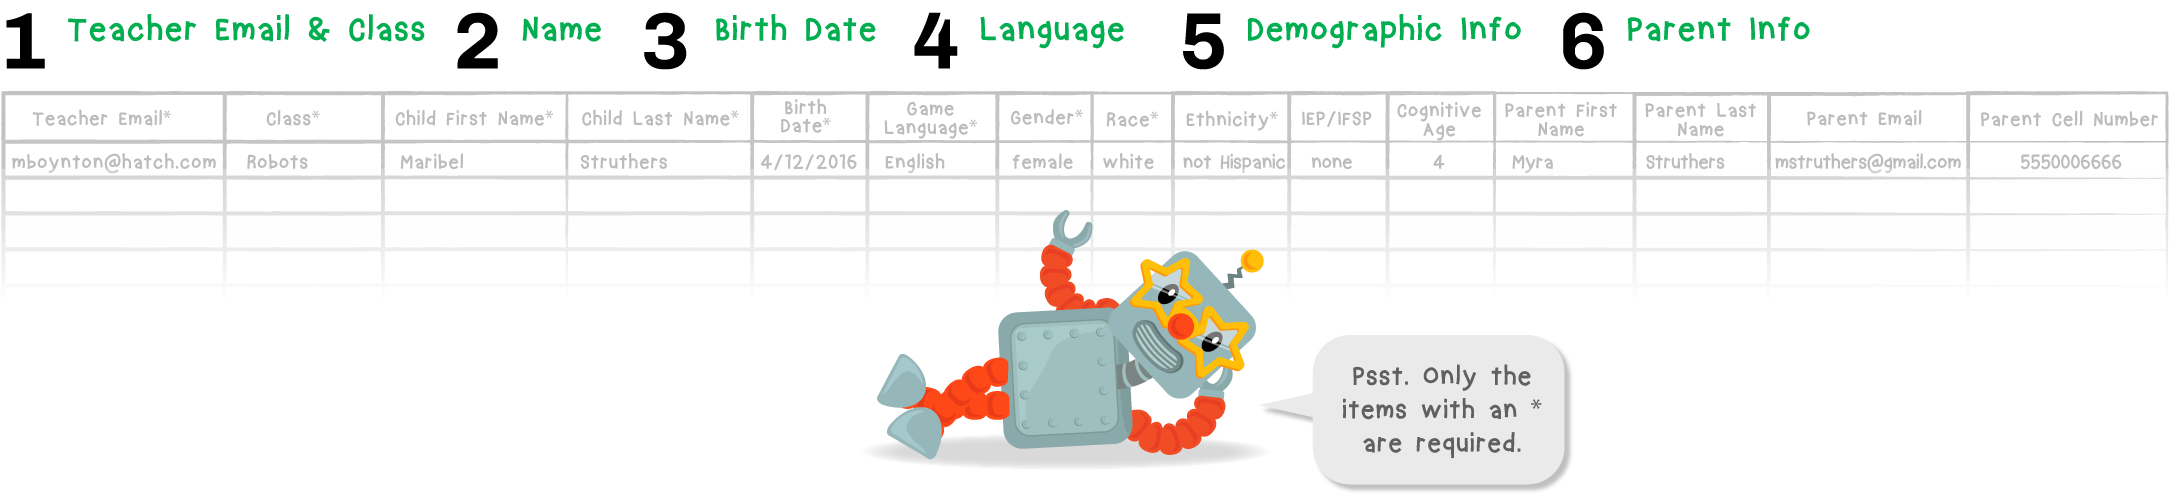 1 Teacher Email & Class 2 Name 3 Birth Date 4 Language 5 Demographic Info 6 Parent Info
Teacher Email* Class* Child First Name* Child Last Name* Birth Date* Game Language* Gender* Race* Ethnicity* IEP/IFSP Cognitive Age Parent First Name Parent Last Name Parent Email Parent Cell Number
mboynton@hatch.com Robots Maribel Struthers 4/12/2016 English female white not Hispanic none 4 Myra Struthers mstruthers@gmail.com 5550006666
Psst. Only the
items with an *
are required.